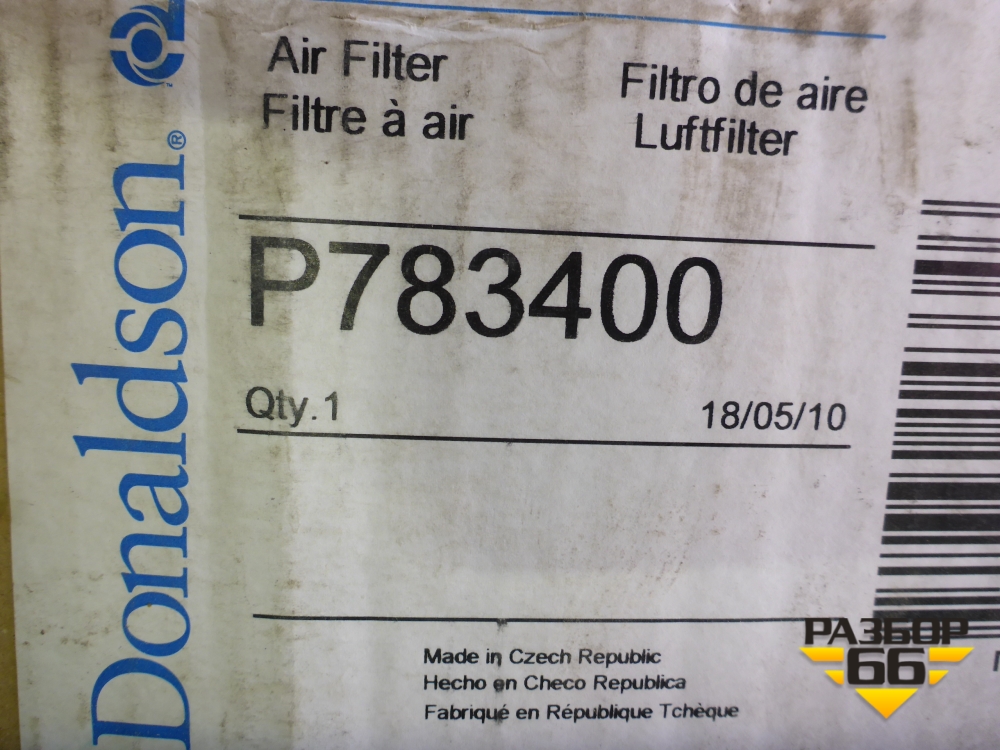 Donaldson®
Air Filter
Filtre à air
Filtro de aire
Luftfilter
P783400
Qty.1
18/05/10
Made in Czech Republic
Hecho en Checo Republica
Fabriqué en République Tchèque
РАЗБОР
66